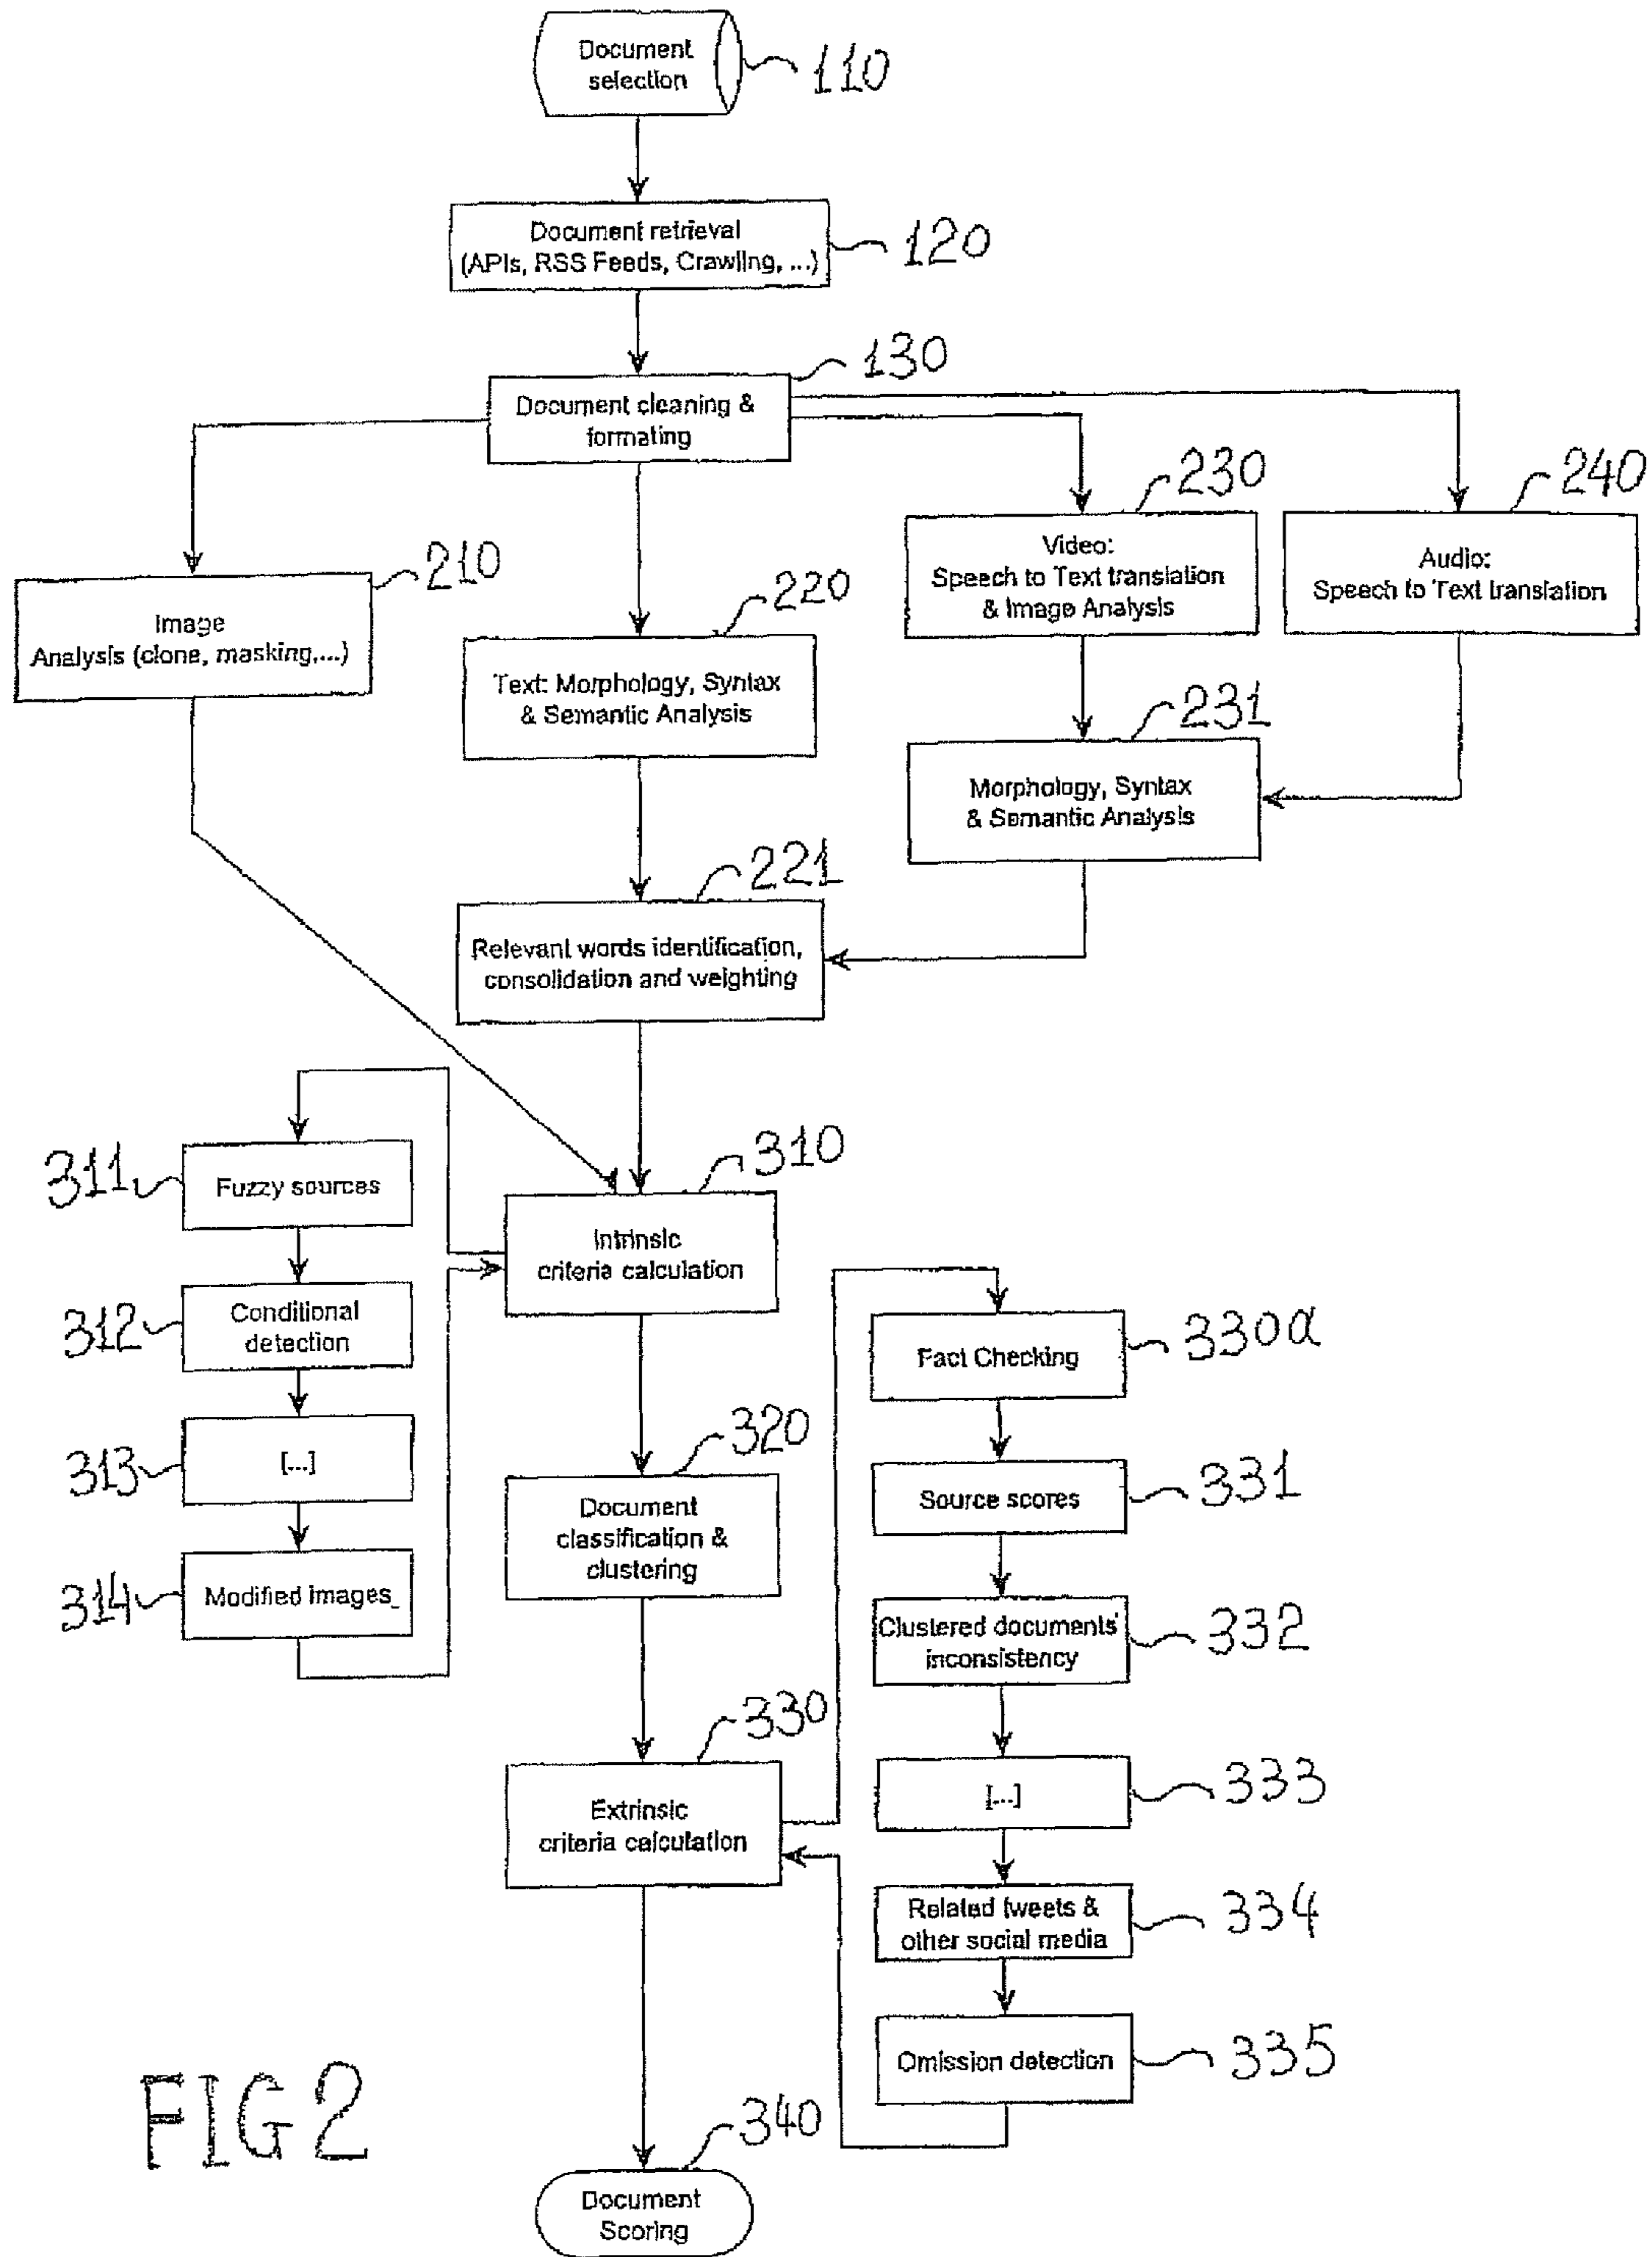 Document
selection
110
Document retrieval
(APIs, RSS Feeds, Crawling, ...)
120
130
Document cleaning &
formating
230
240
210
Video:
Speech to Text translation
& Image Analysis
Audio:
Speech to Text translation
Image
Analysis (clone, masking,...)
220
Text: Morphology, Syntax
& Semantic Analysis
231
Morphology, Syntax
& Semantic Analysis
221
Relevant words identification,
consolidation and weighting
310
311
Fuzzy sources
Intrinsic
criteria calculation
312
Conditional
detection
Fact Checking
330a
313
[...]
320
Source scores
331
Document
classification &
clustering
314
Modified images_
Clustered documents'
inconsistency
332
330
[...]
333
Extrinsic
criteria calculation
Related tweets &
other social media
334
Omission detection
335
FIG2
340
Document
Scoring